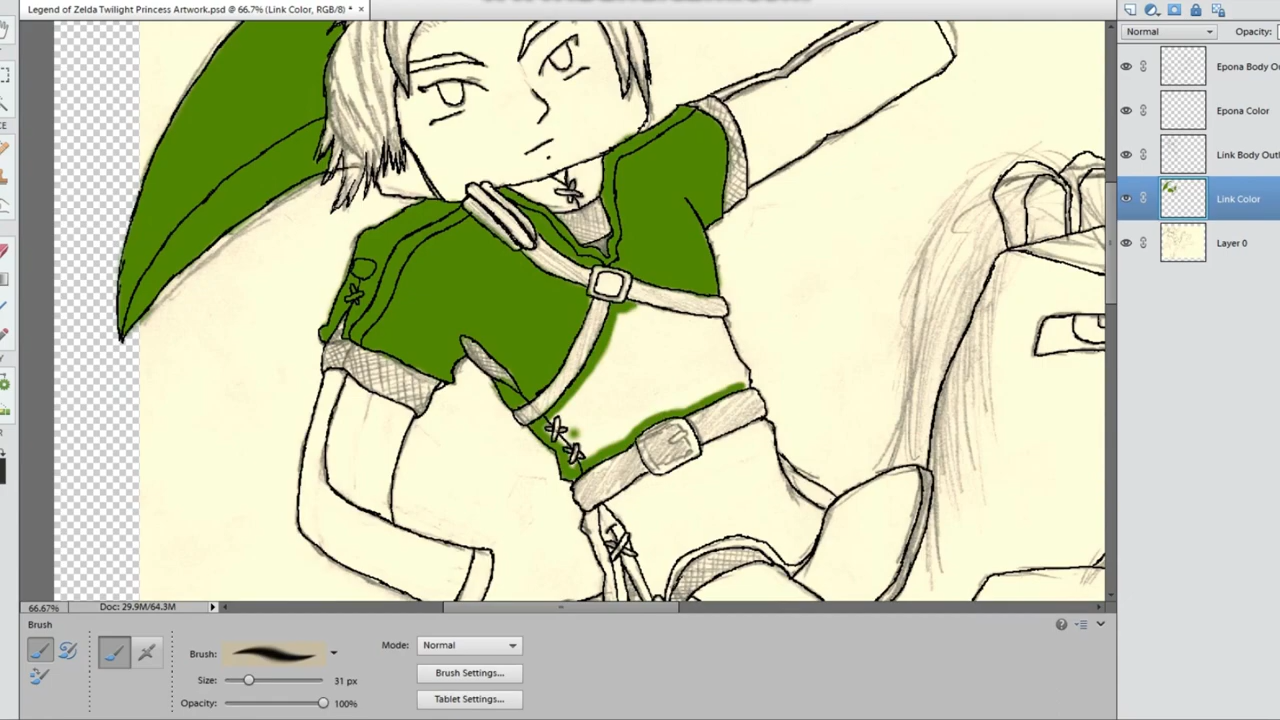 Legend of Zelda Twilight Princess Artwork.psd @ 66.7% (Link Color, RGB/8) * ×
Normal
Opacity:
Epona Body Ou
Epona Color
Link Body Outl
Link Color
Layer 0
66.67%
Doc: 29.9M/64.3M
Brush
Brush:
Size:
31 px
Opacity:
100%
Mode:
Normal
Brush Settings...
Tablet Settings...